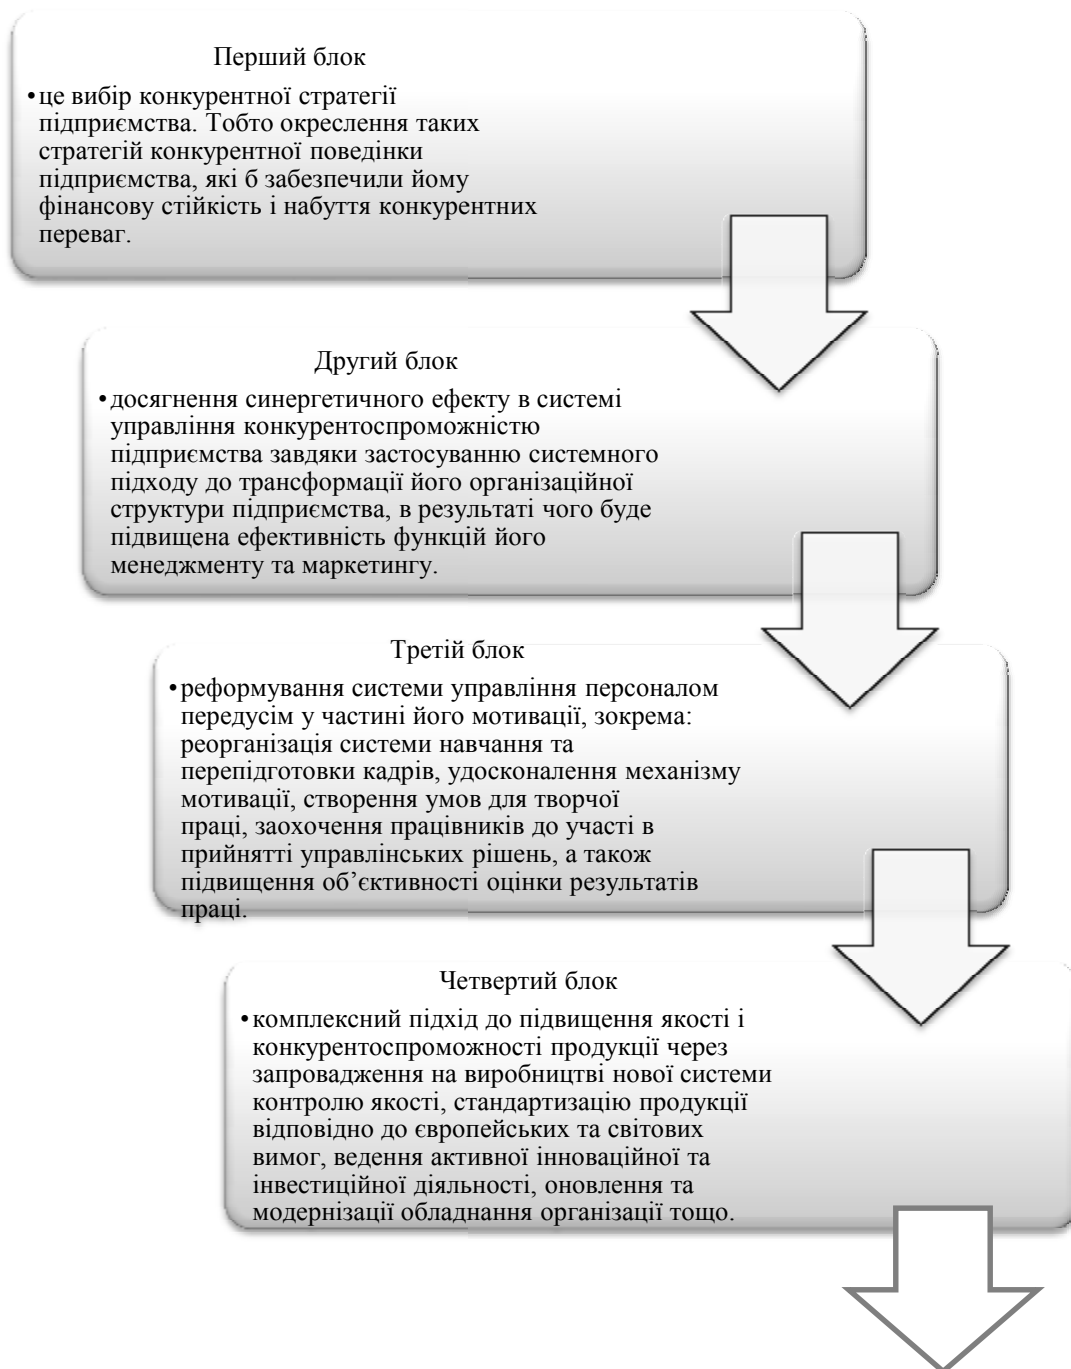 Перший блок
•це вибір конкурентної стратегії
підприємства. Тобто окреслення таких
стратегій конкурентної поведінки
підприємства, які б забезпечили йому
фінансову стійкість і набуття конкурентних
переваг.
Другий блок
•досягнення синергетичного ефекту в системі
управління конкурентоспроможністю
підприємства завдяки застосуванню системного
підходу до трансформації його організаційної
структури підприємства, в результаті чого буде
підвищена ефективність функцій його
менеджменту та маркетингу.
Третій блок
•реформування системи управління персоналом
передусім у частині його мотивації, зокрема:
реорганізація системи навчання та
перепідготовки кадрів, удосконалення механізму
мотивації, створення умов для творчої
праці, заохочення працівників до участі в
прийнятті управлінських рішень, а також
підвищення об’єктивності оцінки результатів
праці.
Четвертий блок
•комплексний підхід до підвищення якості і
конкурентоспроможності продукції через
запровадження на виробництві нової системи
контролю якості, стандартизацію продукції
відповідно до європейських та світових
вимог, ведення активної інноваційної та
інвестиційної діяльності, оновлення та
модернізації обладнання організації тощо.